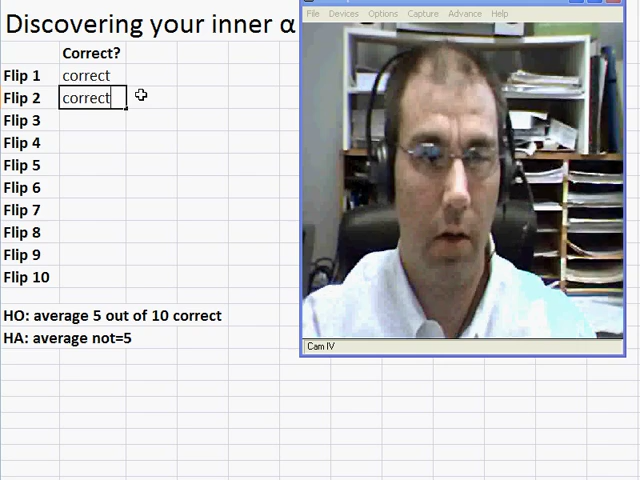 Discovering your inner α
Correct?
Flip 1 correct
Flip 2 correct
Flip 3
Flip 4
Flip 5
Flip 6
Flip 7
Flip 8
Flip 9
Flip 10
HO: average 5 out of 10 correct
HA: average not=5
File Devices Options Capture Advance Help
Cam IV